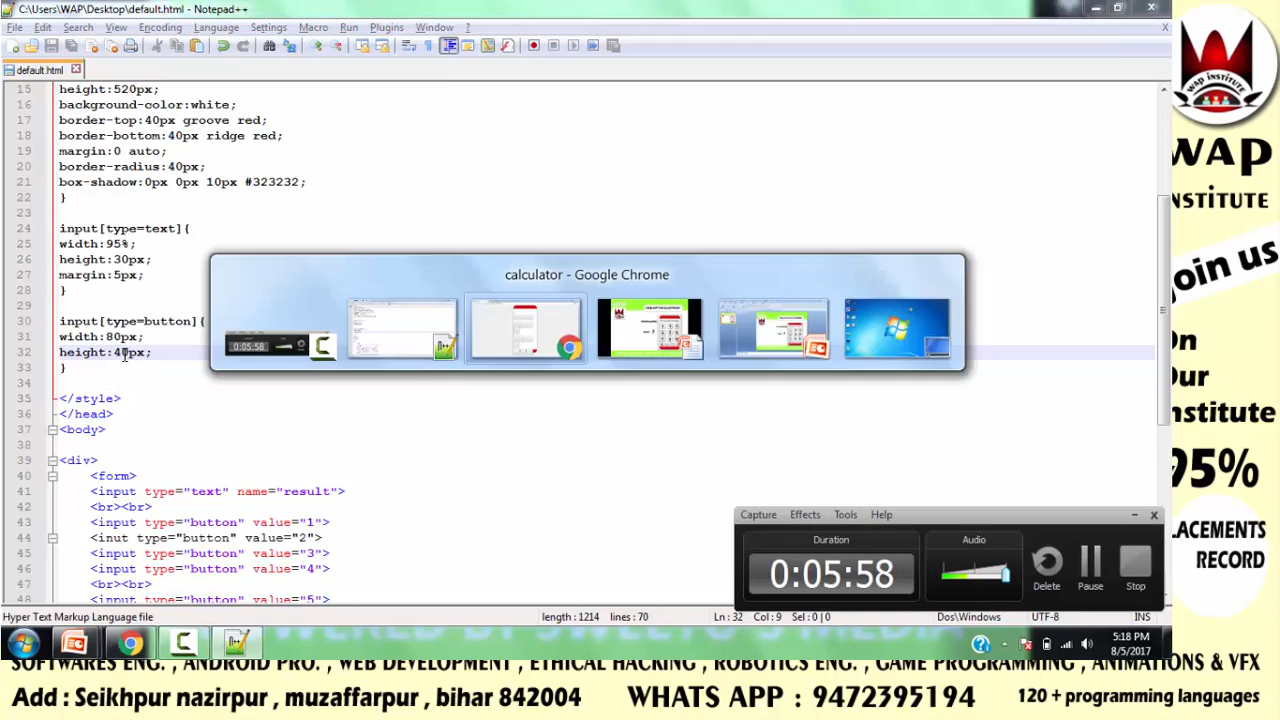 C:\Users\WAP\Desktop\default.html - Notepad++
File Edit Search View Encoding Language Settings Macro Run Plugins Window ?
default.html
15 height:520px;
16 background-color:white;
17 border-top:40px groove red;
18 border-bottom:40px ridge red;
19 margin:0 auto;
20 border-radius:40px;
21 box-shadow:0px 0px 10px #323232;
22 }
23
24 input[type=text]{
25 width:95%;
26 height:30px;
27 margin:5px;
28 }
29
30 input[type=button]{
31 width:80px;
32 height:40px;
33 }
34
35 </style>
36 </head>
37 <body>
38
39 <div>
40 <form>
41 <input type="text" name="result">
42 <br><br>
43 <input type="button" value="1">
44 <inut type="button" value="2">
45 <input type="button" value="3">
46 <input type="button" value="4">
47 <br><br>
<input type="button" value="5">
calculator - Google Chrome
0:05:58
Capture Effects Tools Help
Duration
Audio
0:05:58
Delete Pause Stop
Hyper Text Markup Language file length : 1214 lines : 70 Ln : 32 Col : 9 Sel : 0 | 0 Dos\Windows UTF-8 INS
5:18 PM
8/5/2017
WAP INSTITUTE
WAP
NSTITUTE
Join us
On
Our
nstitute
95%
LACEMENTS
RECORD
SOFTWARES ENG. , ANDROID PRO. , WEB DEVELOPMENT , ETHICAL HACKING , ROBOTICS ENG. , GAME PROGRAMMING , ANIMATIONS & VFX
Add : Seikhpur nazirpur , muzaffarpur , bihar 842004 WHATS APP : 9472395194 120 + programming languages